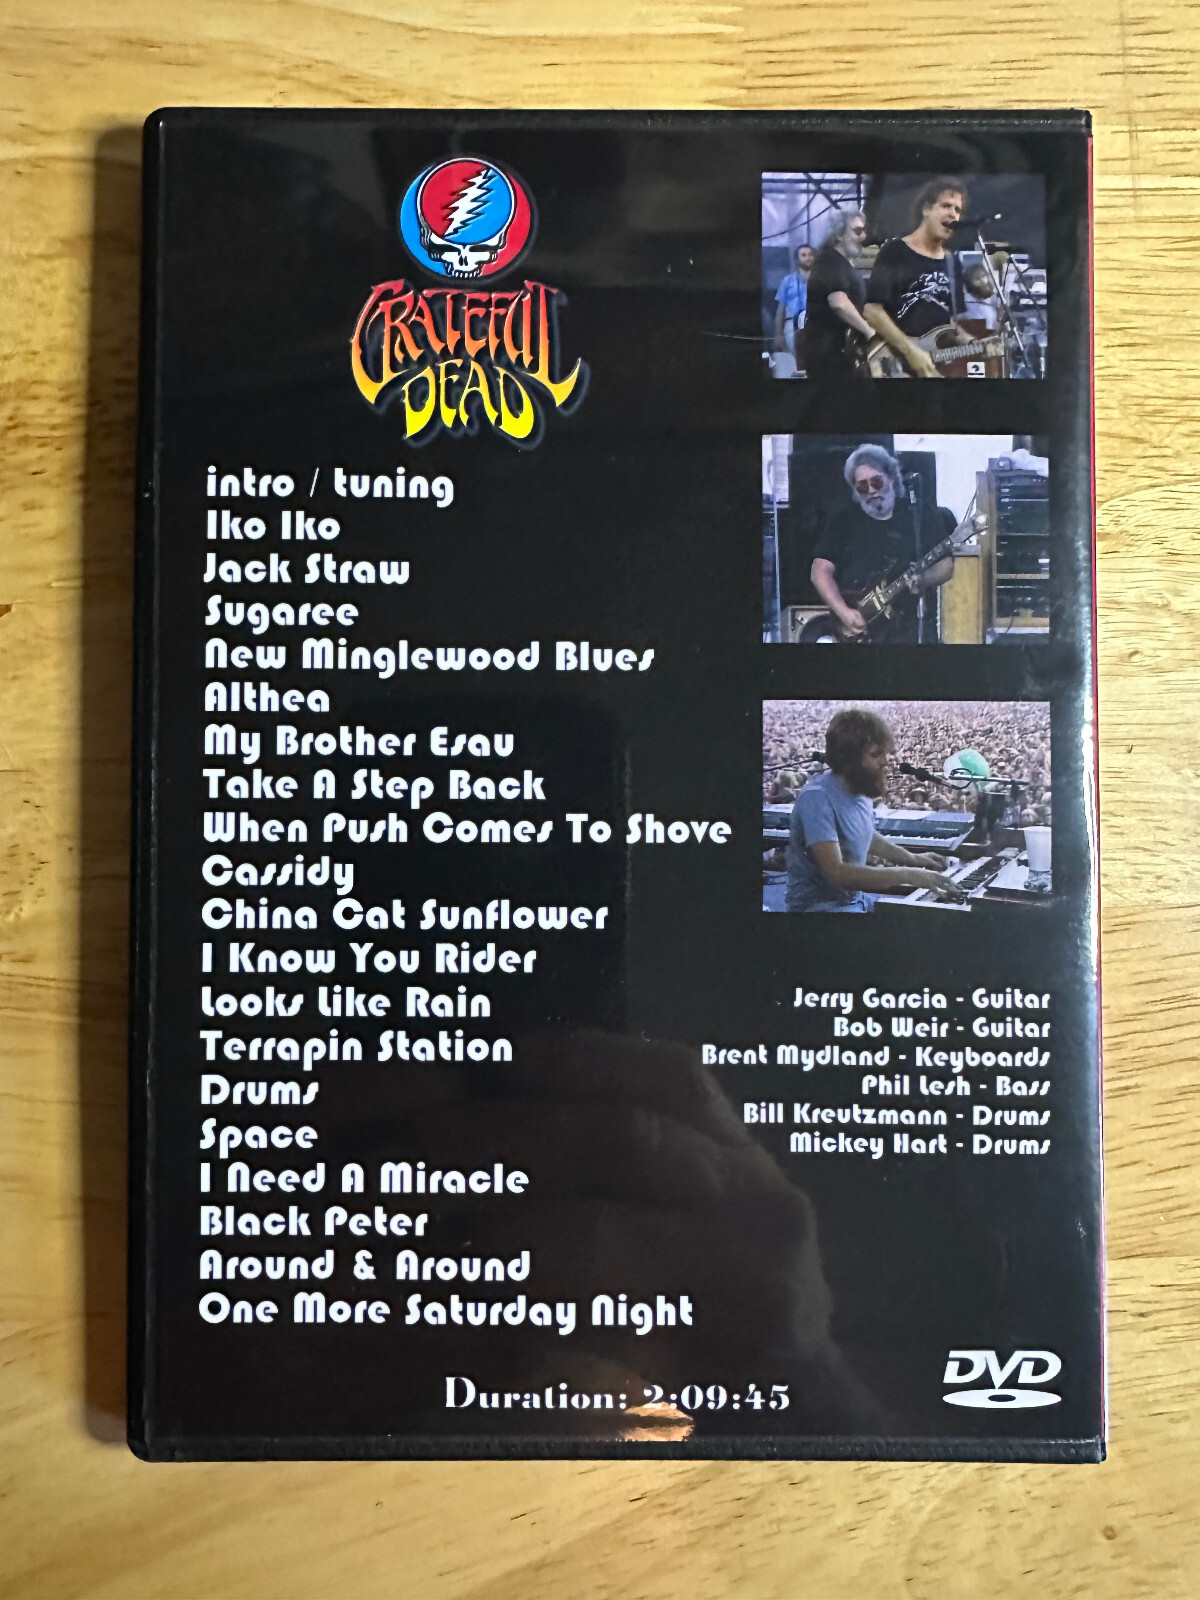 GRATEFUL
DEAD
intro / tuning
Iko Iko
Jack Straw
Sugaree
New Minglewood Blues
Althea
My Brother Esau
Take A Step Back
When Push Comes To Shove
Cassidy
China Cat Sunflower
I Know You Rider
Looks Like Rain
Terrapin Station
Drums
Space
I Need A Miracle
Black Peter
Around & Around
One More Saturday Night
Jerry Garcia - Guitar
Bob Weir - Guitar
Brent Mydland - Keyboards
Phil Lesh - Bass
Bill Kreutzmann - Drums
Mickey Hart - Drums
Duration: 2:09:45
DVD